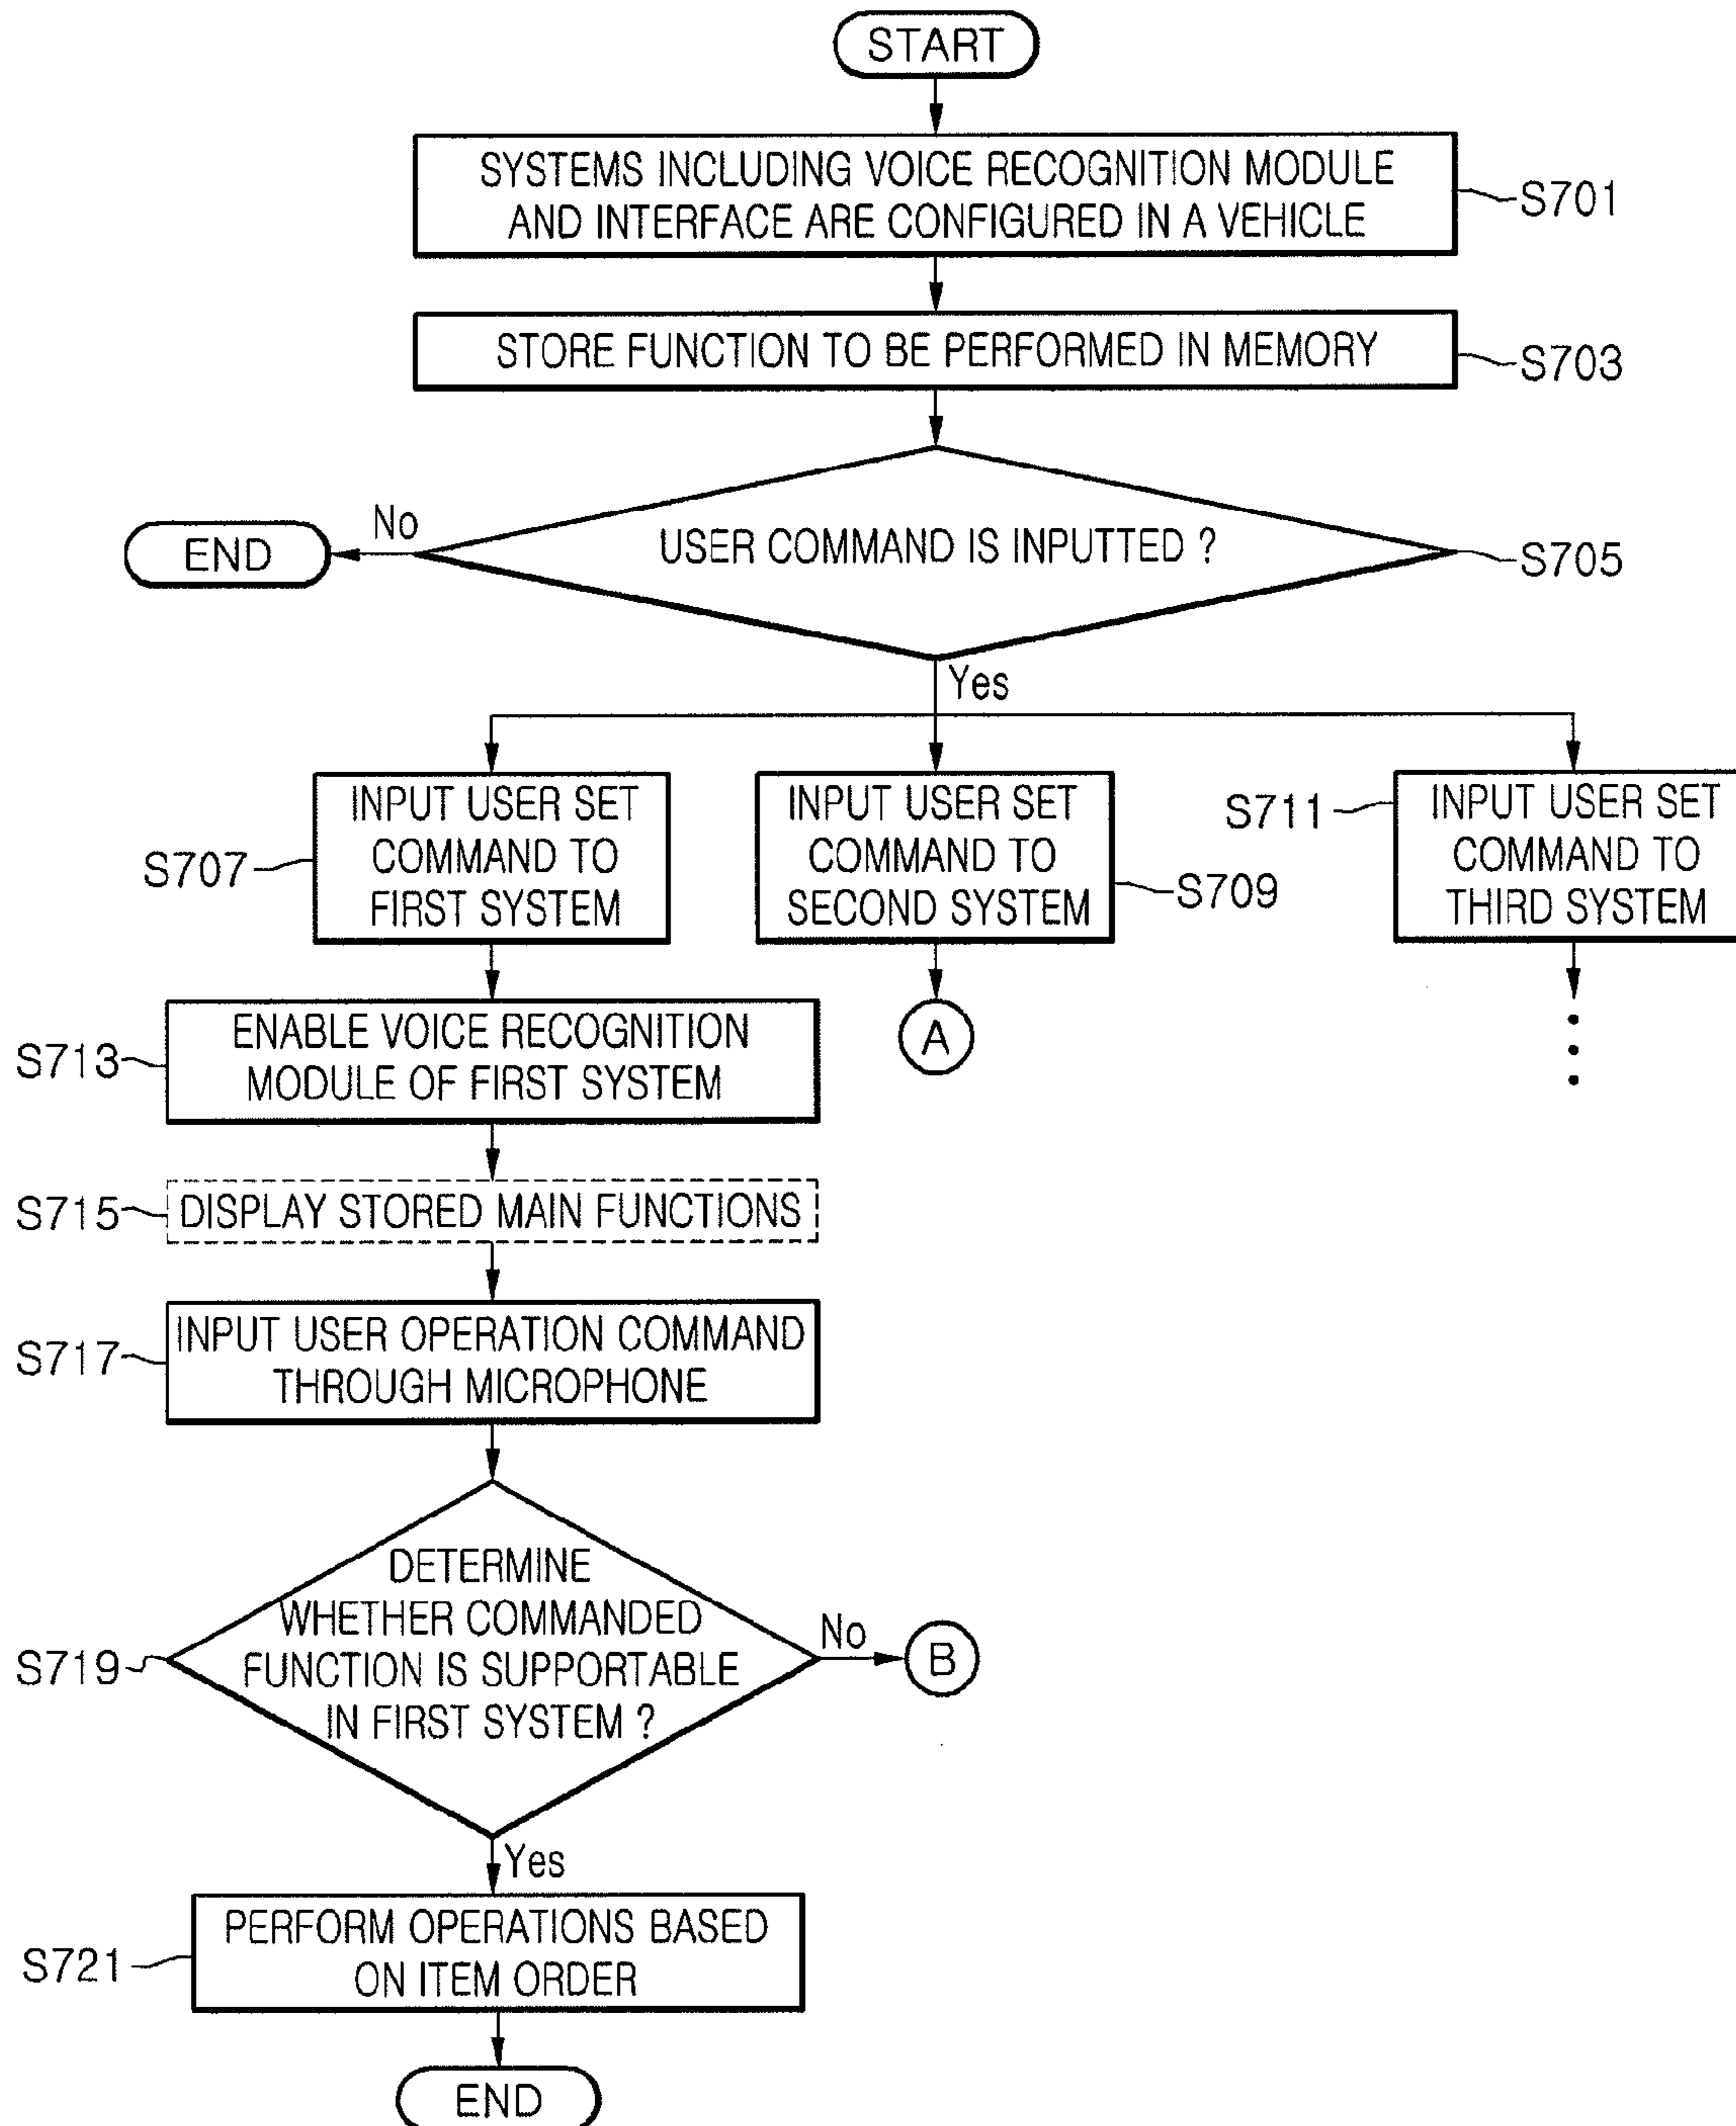 START
SYSTEMS INCLUDING VOICE RECOGNITION MODULE
AND INTERFACE ARE CONFIGURED IN A VEHICLE
S701
STORE FUNCTION TO BE PERFORMED IN MEMORY
S703
No
END
USER COMMAND IS INPUTTED ?
S705
Yes
INPUT USER SET
COMMAND TO
FIRST SYSTEM
S707
INPUT USER SET
COMMAND TO
SECOND SYSTEM
S709
S711
INPUT USER SET
COMMAND TO
THIRD SYSTEM
S713
ENABLE VOICE RECOGNITION
MODULE OF FIRST SYSTEM
A
S715
DISPLAY STORED MAIN FUNCTIONS
S717
INPUT USER OPERATION COMMAND
THROUGH MICROPHONE
S719
DETERMINE
WHETHER COMMANDED
FUNCTION IS SUPPORTABLE
IN FIRST SYSTEM ?
No
B
Yes
S721
PERFORM OPERATIONS BASED
ON ITEM ORDER
END